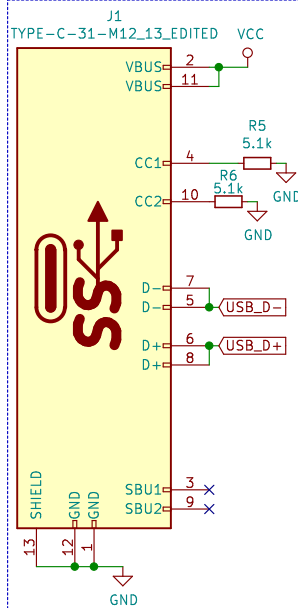 J1
TYPE-C-31-M12_13_EDITED
VCC
VBUS 2
VBUS 11
R5
5.1k
CC1 4
GND
R6
5.1k
CC2 10
GND
SS
D- 7
D- 5 USB_D-
D+ 6 USB_D+
D+ 8
SBU1 3
SBU2 9
SHIELD GND GND
13 12 1
GND